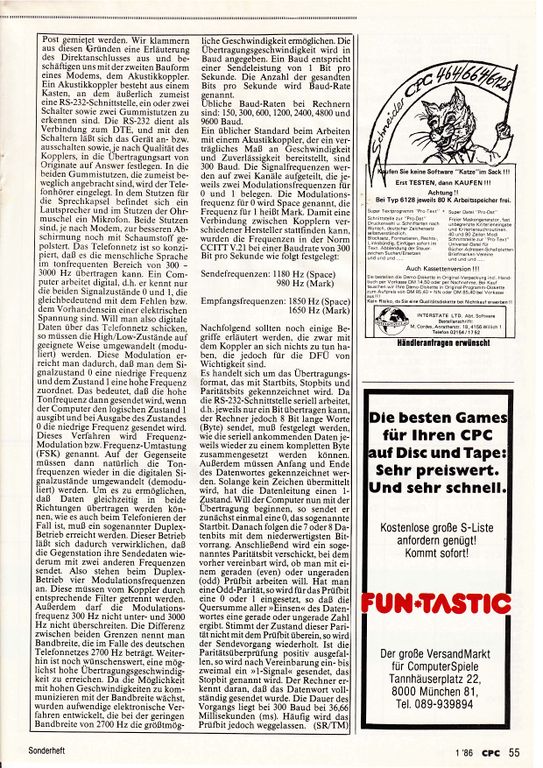 Post gemietet werden. Wir klammern
aus diesen Gründen eine Erläuterung
des Direktanschlusses aus und be-
schäftigen uns mit der zweiten Bauform
eines Modems, dem Akustikkoppler.
Ein Akustikkoppler besteht aus einem
Kasten, an dem äußerlich zumeist
eine RS-232-Schnittstelle, ein oder zwei
Schalter sowie zwei Gummistutzen zu
erkennen sind. Die RS-232 dient als
Verbindung zum DTE, und mit den
Schaltern läßt sich das Gerät an- bzw.
ausschalten sowie, je nach Qualität des
Kopplers, in die Übertragungsart von
Originate auf Answer festlegen. In die
beiden Gummistutzen, die zumeist be-
weglich angebracht sind, wird der Tele-
fonhörer eingelegt. In dem Stutzen für
die Sprechkapsel befindet sich ein
Lautsprecher und im Stutzen der Ohr-
muschel ein Mikrofon. Beide Stutzen
sind, je nach Modem, zur besseren Ab-
schirmung noch mit Schaumstoff ge-
polstert. Das Telefonnetz ist so konzi-
piert, daß es die menschliche Sprache
im tonfrequenten Bereich von 300 –
3000 Hz übertragen kann. Ein Com-
puter arbeitet digital, d.h. er kennt nur
die beiden Signalzustände 0 und 1, die
gleichbedeutend mit dem Fehlen bzw.
dem Vorhandensein einer elektrischen
Spannung sind. Will man also digitale
Daten über das Telefonnetz schicken,
so müssen die High/Low-Zustände auf
geeignete Weise umgewandelt (modu-
liert) werden. Diese Modulation er-
reicht man dadurch, daß man dem Si-
gnalzustand 0 eine niedrige Frequenz
und dem Zustand 1 eine hohe Frequenz
zuordnet. Das bedeutet, daß die hohe
Tonfrequenz dann gesendet wird, wenn
der Computer den logischen Zustand 1
ausgibt und bei Ausgabe des Zustandes
0 die niedrige Frequenz gesendet wird.
Dieses Verfahren wird Frequenz-
Modulation bzw. Frequenz-Umtastung
(FSK) genannt. Auf der Gegenseite
müssen dann natürlich die Ton-
frequenzen wieder in die digitalen Si-
gnalzustände umgewandelt (demodu-
liert) werden. Um es zu ermöglichen,
daß Daten gleichzeitig in beide
Richtungen übertragen werden kön-
nen, wie es auch beim Telefonieren der
Fall ist, muß ein sogenannter Duplex-
Betrieb erreicht werden. Dieser Betrieb
läßt sich dadurch verwirklichen, daß
die Gegenstation ihre Sendedaten wie-
derum mit zwei anderen Frequenzen
sendet. Also stehen beim Duplex-
Betrieb vier Modulationsfrequenzen
an. Diese müssen vom Koppler durch
entsprechende Filter getrennt werden.
Außerdem darf die Modulations-
frequenz 300 Hz nicht unter- und 3000
Hz nicht überschreiten. Die Differenz
zwischen beiden Grenzen nennt man
Bandbreite, die im Falle des deutschen
Telefonnetzes 2700 Hz beträgt. Weiter-
hin ist noch wünschenswert, eine mög-
lichst hohe Übertragungsgeschwindig-
keit zu erreichen. Da die Möglichkeit
mit hohen Geschwindigkeiten zu kom-
munizieren mit der Bandbreite wächst,
wurden aufwendige elektronische Ver-
fahren entwickelt, die bei der geringen
Bandbreite von 2700 Hz die größtmög-
liche Geschwindigkeit ermöglichen. Die
Übertragungsgeschwindigkeit wird in
Baud angegeben. Ein Baud entspricht
einer Sendeleistung von 1 Bit pro
Sekunde. Die Anzahl der gesandten
Bits pro Sekunde wird Baud-Rate
genannt.
Übliche Baud-Raten bei Rechnern
sind: 150, 300, 600, 1200, 2400, 4800 und
9600 Baud.
Ein üblicher Standard beim Arbeiten
mit einem Akustikkoppler, der ein ver-
trägliches Maß an Geschwindigkeit
und Zuverlässigkeit bereitstellt, sind
300 Baud. Die Signalfrequenzen wer-
den auf zwei Kanäle aufgeteilt, die je-
weils zwei Modulationsfrequenzen für
0 und 1 belegen. Die Modulations-
frequenz für 0 wird Space genannt, die
Frequenz für 1 heißt Mark. Damit eine
Verbindung zwischen Kopplern ver-
schiedener Hersteller stattfinden kann,
wurden die Frequenzen in der Norm
CCITT V.21 bei einer Baudrate von 300
Bit pro Sekunde wie folgt festgelegt:
Sendefrequenzen: 1180 Hz (Space)
980 Hz (Mark)
Empfangsfrequenzen: 1850 Hz (Space)
1650 Hz (Mark)
Nachfolgend sollten noch einige Be-
griffe erläutert werden, die zwar mit
dem Koppler an sich nichts zu tun ha-
ben, die jedoch für die DFÜ von
Wichtigkeit sind.
Es handelt sich um das Übertragungs-
format, das mit Startbits, Stopbits und
Paritätsbits gekennzeichnet wird. Da
die RS-232-Schnittstelle seriell arbeitet,
d.h. jeweils nur ein Bit übertragen kann,
der Rechner jedoch 8 Bit lange Worte
(Byte) sendet, muß festgelegt werden,
wie die seriell ankommenden Daten je-
weils wieder zu einem kompletten Byte
zusammengesetzt werden können.
Außerdem müssen Anfang und Ende
des Datenwortes gekennzeichnet wer-
den. Solange kein Zeichen übermittelt
wird, hat die Datenleitung einen 1-
Zustand. Will der Computer nun mit der
Übertragung beginnen, so sendet er
zunächst einmal eine 0, das sogenannte
Startbit. Danach folgen die 7 oder 8 Da-
tenbits mit dem niederwertigsten Bit-
vorrang. Anschließend wird ein soge-
nanntes Paritätsbit verschickt, bei dem
vorher vereinbart wird, ob man mit ei-
nem geraden (even) oder ungeraden
(odd) Prüfbit arbeiten will. Hat man
eine Odd-Parität, so wird für das Prüfbit
eine 0 oder 1 eingesetzt, so daß die
Quersumme aller »Einsen« des Daten-
wortes eine gerade oder ungerade Zahl
ergibt. Stimmt der Zustand dieser Pari-
tät nicht mit dem Prüfbit überein, so wird
der Sendevorgang wiederholt. Ist die
Paritätsüberprüfung positiv ausgefal-
len, so wird nach Vereinbarung ein- bis
zweimal ein »1-Signal« gesendet, das
Stopbit genannt wird. Der Rechner er-
kennt daran, daß das Datenwort voll-
ständig gesendet wurde. Die Dauer des
Vorgangs liegt bei 300 Baud bei 36,66
Millisekunden (ms). Häufig wird das
Prüfbit jedoch weggelassen. (SR/TM)
Schneider CPC 464/664/6128
Kaufen Sie keine Software "Katze" im Sack !!!
Erst TESTEN, dann KAUFEN !!!
Achtung !!
Bei Typ 6128 jeweils 80 K Arbeitsspeicher frei.
Super Textprogramm "Pro-Text"
Super Datei "Pro-Dat"
Auch Kassettenversion !!!
INTERSTATE LTD. Abt. Software
Bestellanschrift:
M. Cordes, Anrather Str. 18, 4156 Willich 1
Telefon 02156 / 17 52
Händleranfragen erwünscht!
Die besten Games
für Ihren CPC
auf Disc und Tape:
Sehr preiswert.
Und sehr schnell.
Kostenlose große S-Liste
anfordern genügt!
Kommt sofort!
FUN·TASTIC
Der große VersandMarkt
für ComputerSpiele
Tannhäuserplatz 22,
8000 München 81,
Tel. 089-939894
Sonderheft
1 '86 CPC 55